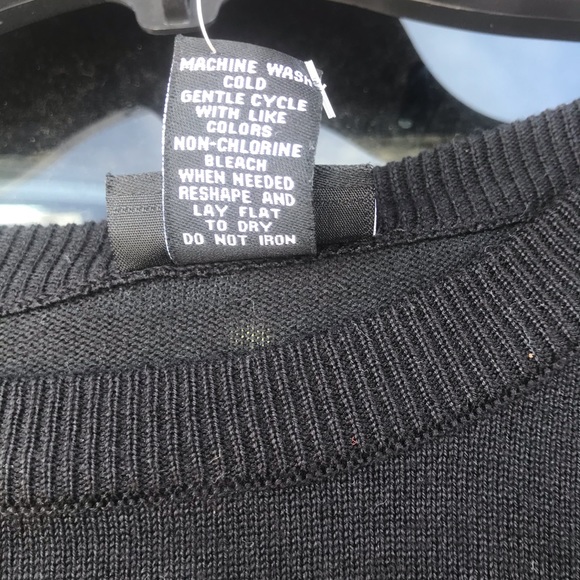 MACHINE WASH
COLD
GENTLE CYCLE
WITH LIKE
COLORS
NON-CHLORINE
BLEACH
WHEN NEEDED
RESHAPE AND
LAY FLAT
TO DRY
DO NOT IRON